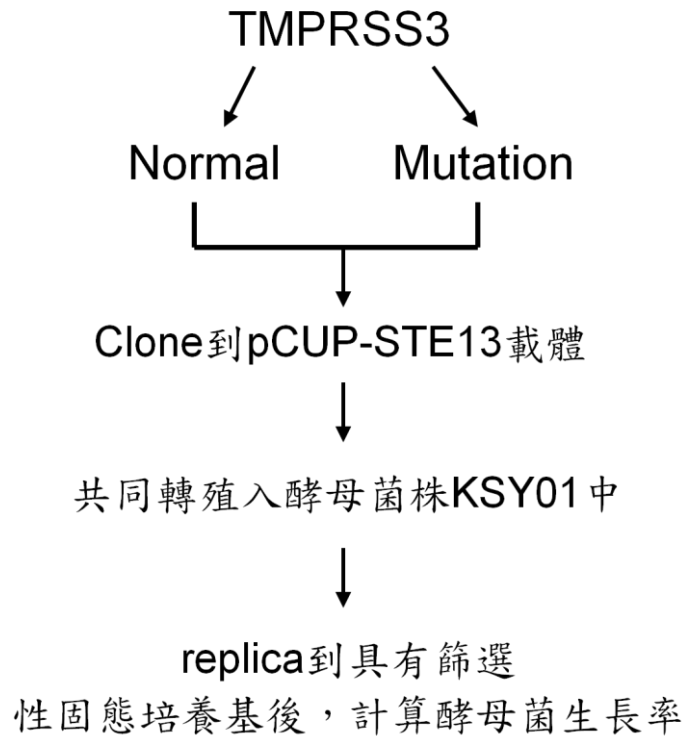 TMPRSS3
Normal Mutation
Clone到pCUP-STE13載體
共同轉殖入酵母菌株KSY01中
replica到具有篩選
性固態培養基後，計算酵母菌生長率